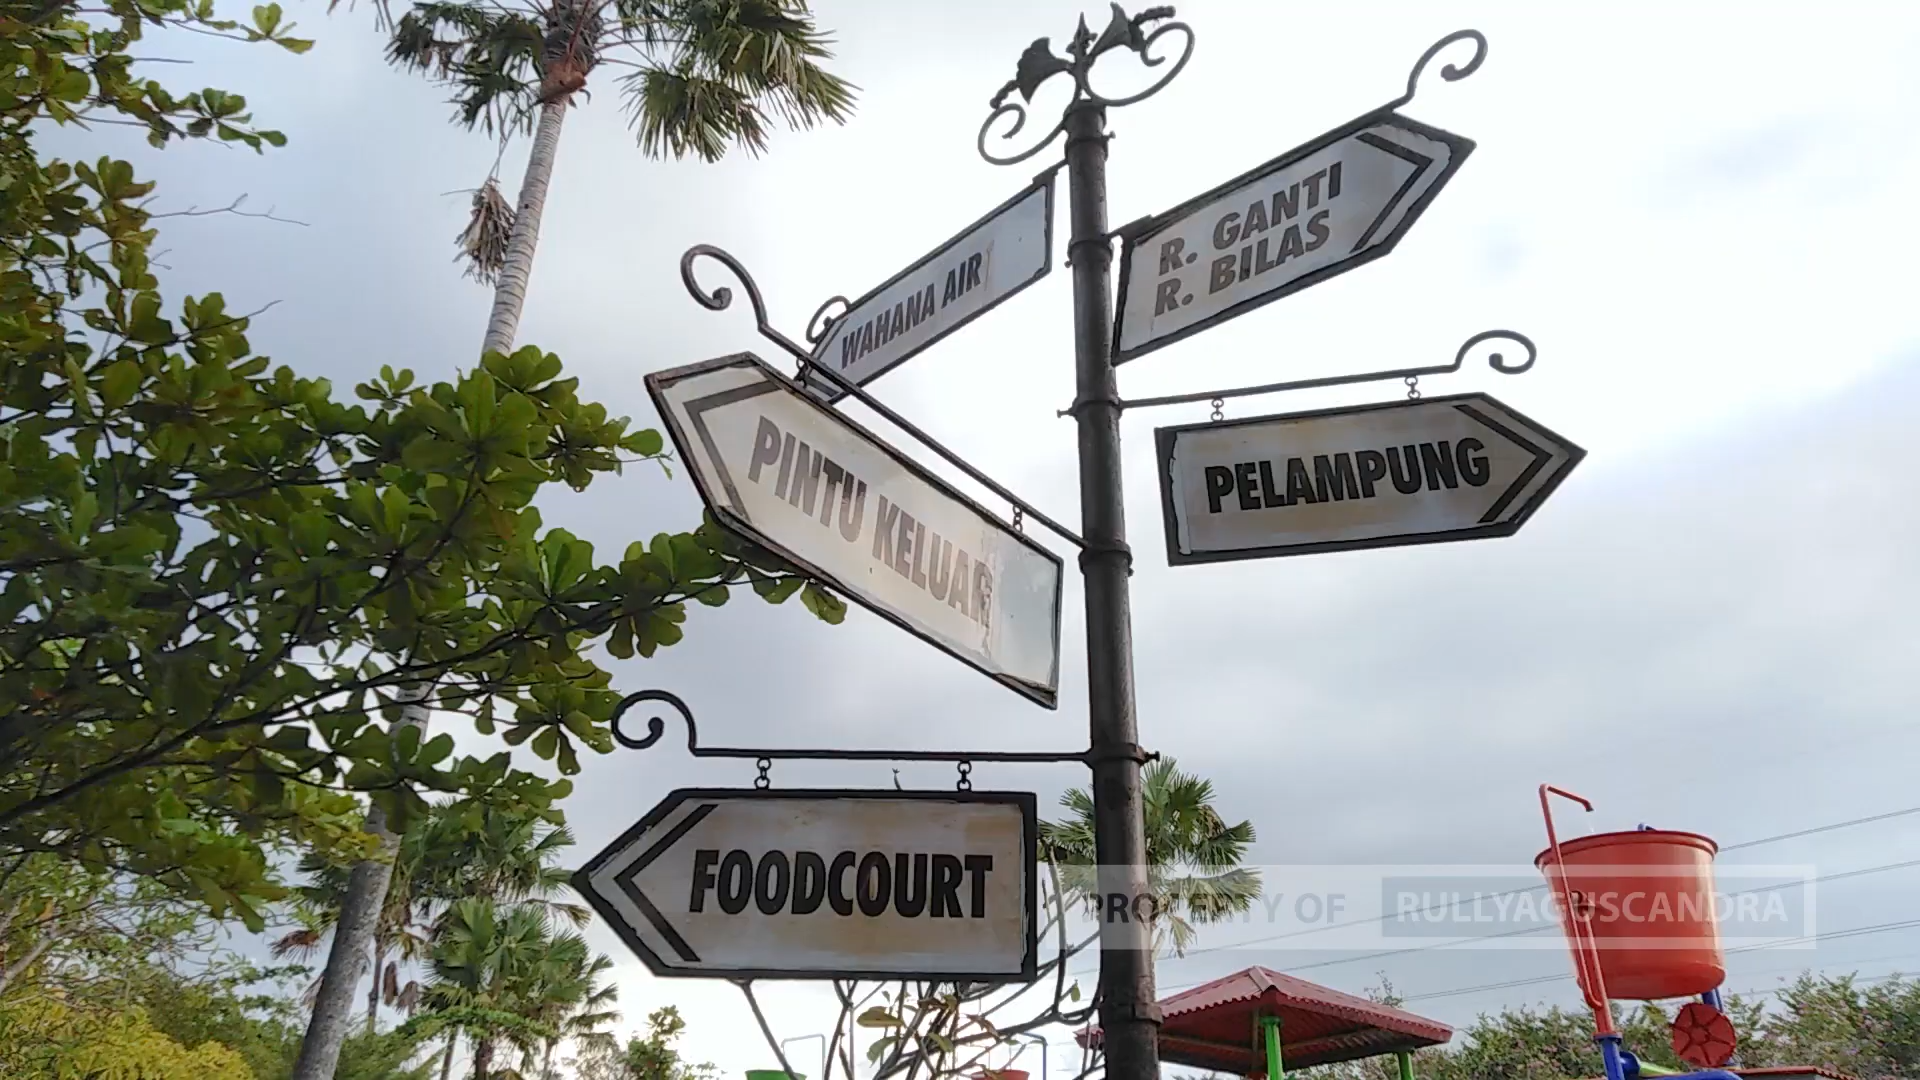 R. GANTI
R. BILAS
WAHANA AIR
PELAMPUNG
PINTU KELUAR
FOODCOURT
PROPERTY OF RULLYAGUSCANDRA